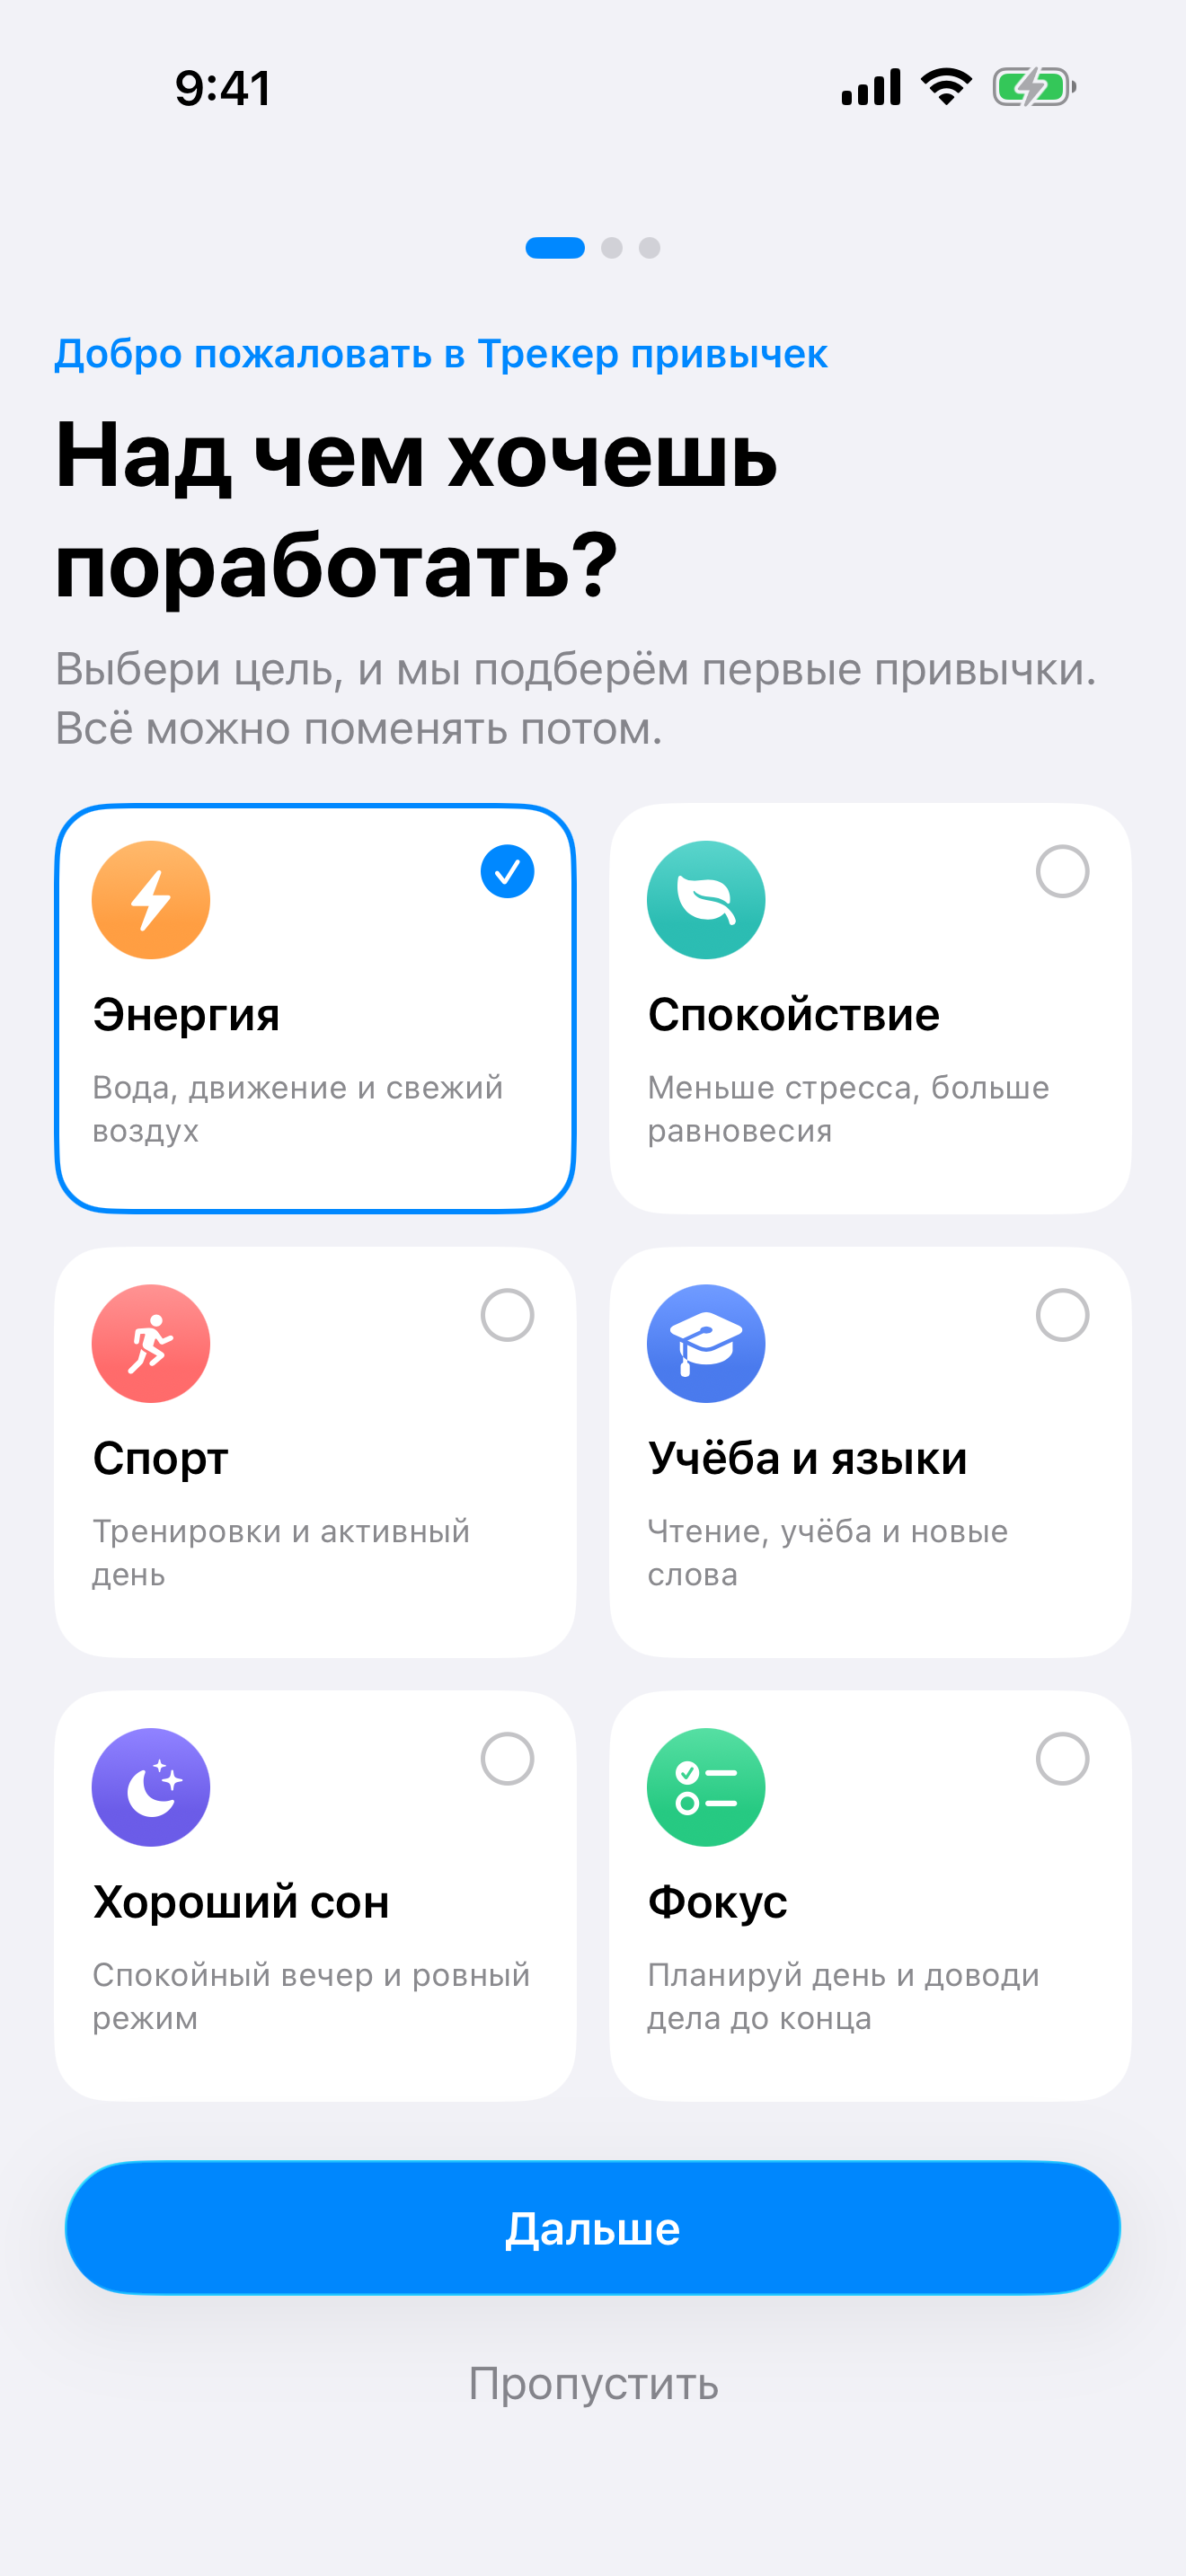 9:41
Добро пожаловать в Трекер привычек
Над чем хочешь
поработать?
Выбери цель, и мы подберём первые привычки.
Всё можно поменять потом.
Энергия
Вода, движение и свежий
воздух
Спокойствие
Меньше стресса, больше
равновесия
Спорт
Тренировки и активный
день
Учёба и языки
Чтение, учёба и новые
слова
Хороший сон
Спокойный вечер и ровный
режим
Фокус
Планируй день и доводи
дела до конца
Дальше
Пропустить